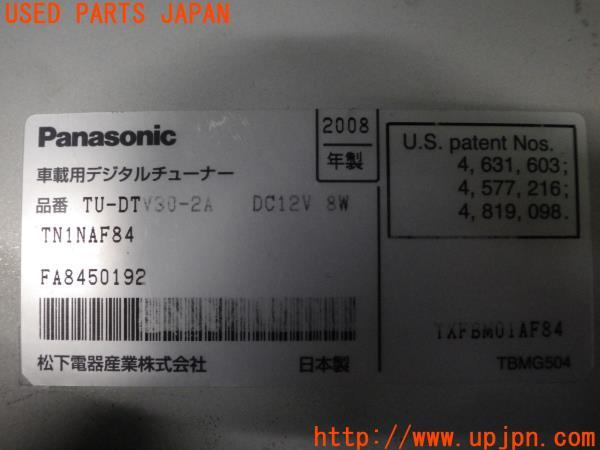 USED PARTS JAPAN
Panasonic
2008
年製
車載用デジタルチューナー
品番 TU-DTV30-2A DC12V 8W
TN1NAF84
FA8450192
松下電器産業株式会社 日本製
U.S. patent Nos.
4, 631, 603;
4, 577, 216;
4, 819, 098.
TXFBM01AF84
TBMG504
http://www.upjpn.com